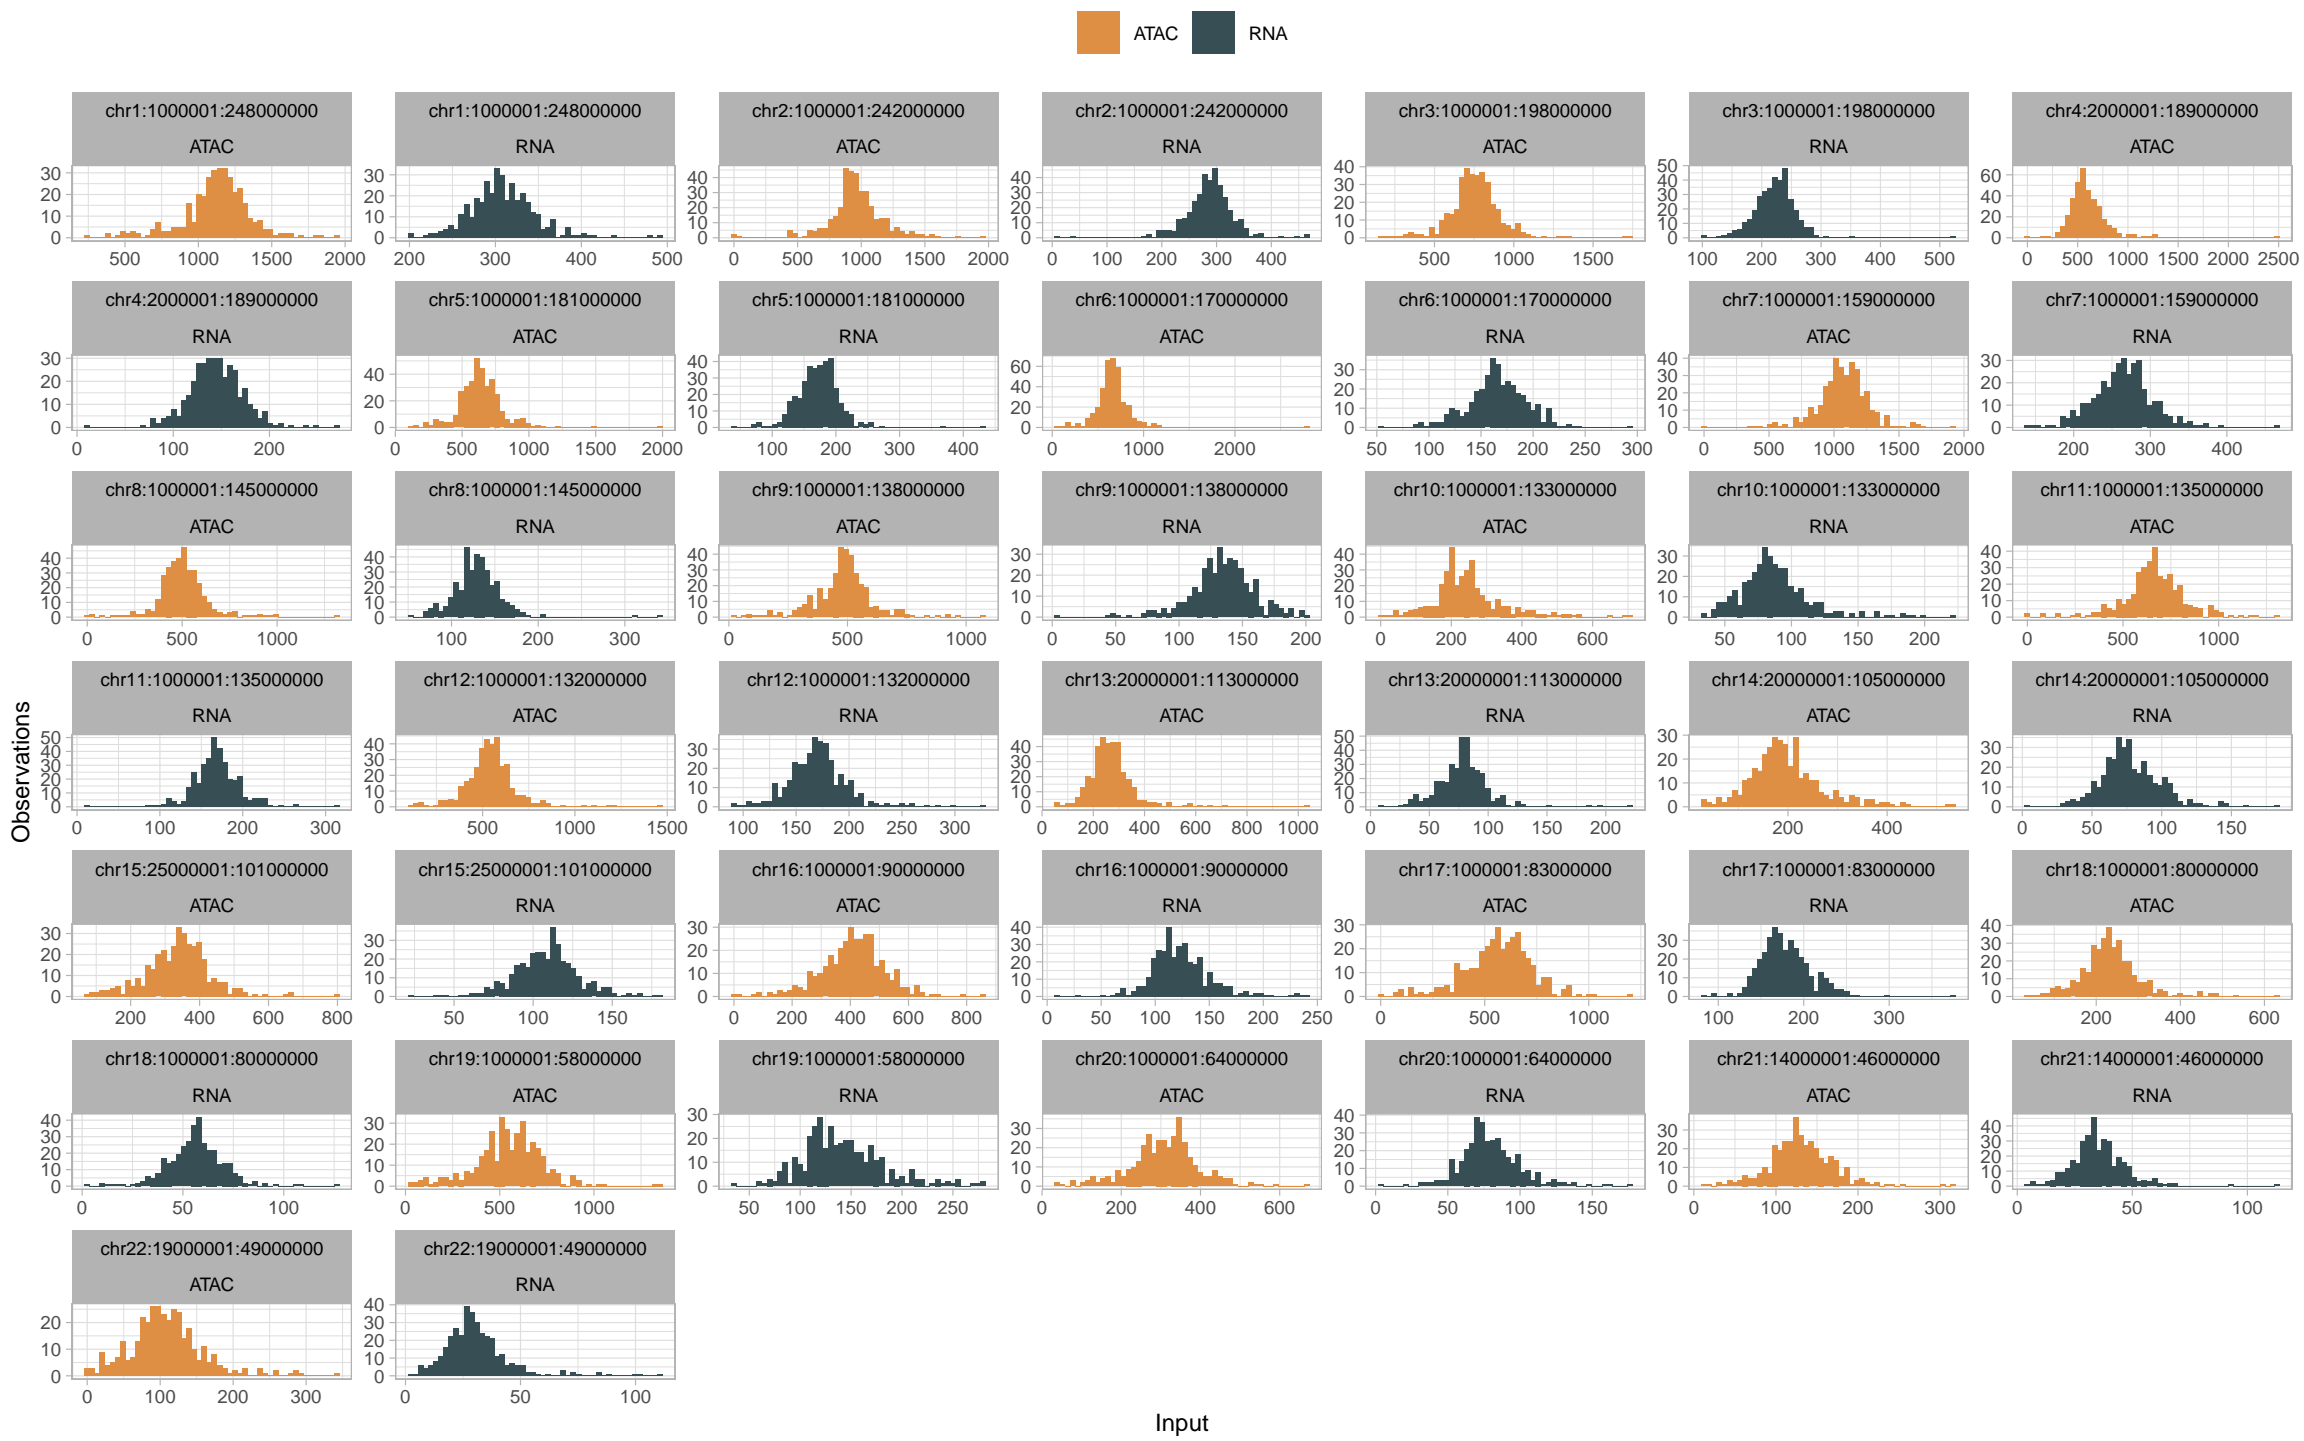 ATAC RNA
chr1:1000001:248000000 chr1:1000001:248000000 chr2:1000001:242000000 chr2:1000001:242000000 chr3:1000001:198000000 chr3:1000001:198000000 chr4:2000001:189000000
ATAC RNA ATAC RNA ATAC RNA ATAC
30 20 10 0 30 20 10 0 40 30 20 10 0 40 30 20 10 0 40 30 20 10 0 50 40 30 20 10 0 60 40 20 0
500 1000 1500 2000 200 300 400 500 0 500 1000 1500 2000 0 100 200 300 400 500 1000 1500 100 200 300 400 500 0 500 1000 1500 2000 2500
chr4:2000001:189000000 chr5:1000001:181000000 chr5:1000001:181000000 chr6:1000001:170000000 chr6:1000001:170000000 chr7:1000001:159000000 chr7:1000001:159000000
RNA ATAC RNA ATAC RNA ATAC RNA
30 20 10 0 40 20 0 40 30 20 10 0 60 40 20 0 30 20 10 0 40 30 20 10 0 30 20 10 0
0 100 200 0 500 1000 1500 2000 100 200 300 400 0 1000 2000 50 100 150 200 250 300 0 500 1000 1500 2000 200 300 400
chr8:1000001:145000000 chr8:1000001:145000000 chr9:1000001:138000000 chr9:1000001:138000000 chr10:1000001:133000000 chr10:1000001:133000000 chr11:1000001:135000000
ATAC RNA ATAC RNA ATAC RNA ATAC
40 30 20 10 0 40 30 20 10 0 40 30 20 10 0 30 20 10 0 40 30 20 10 0 30 20 10 0 40 30 20 10 0
0 500 1000 100 200 300 0 500 1000 0 50 100 150 200 0 200 400 600 50 100 150 200 0 500 1000
chr11:1000001:135000000 chr12:1000001:132000000 chr12:1000001:132000000 chr13:20000001:113000000 chr13:20000001:113000000 chr14:20000001:105000000 chr14:20000001:105000000
RNA ATAC RNA ATAC RNA ATAC RNA
50 40 30 20 10 0 40 30 20 10 0 30 20 10 0 40 30 20 10 0 50 40 30 20 10 0 30 20 10 0 30 20 10 0
0 100 200 300 500 1000 1500 100 150 200 250 300 0 200 400 600 800 1000 0 50 100 150 200 200 400 0 50 100 150
Observations
chr15:25000001:101000000 chr15:25000001:101000000 chr16:1000001:90000000 chr16:1000001:90000000 chr17:1000001:83000000 chr17:1000001:83000000 chr18:1000001:80000000
ATAC RNA ATAC RNA ATAC RNA ATAC
30 20 10 0 30 20 10 0 30 20 10 0 40 30 20 10 0 30 20 10 0 30 20 10 0 40 30 20 10 0
200 400 600 800 50 100 150 0 200 400 600 800 0 50 100 150 200 250 0 500 1000 100 200 300 200 400 600
chr18:1000001:80000000 chr19:1000001:58000000 chr19:1000001:58000000 chr20:1000001:64000000 chr20:1000001:64000000 chr21:14000001:46000000 chr21:14000001:46000000
RNA ATAC RNA ATAC RNA ATAC RNA
40 30 20 10 0 30 20 10 0 30 20 10 0 30 20 10 0 40 30 20 10 0 30 20 10 0 40 30 20 10 0
0 50 100 0 500 1000 50 100 150 200 250 0 200 400 600 0 50 100 150 0 100 200 300 0 50 100
chr22:19000001:49000000 chr22:19000001:49000000
ATAC RNA
20 10 0 40 30 20 10 0
0 100 200 300 0 50 100
Input